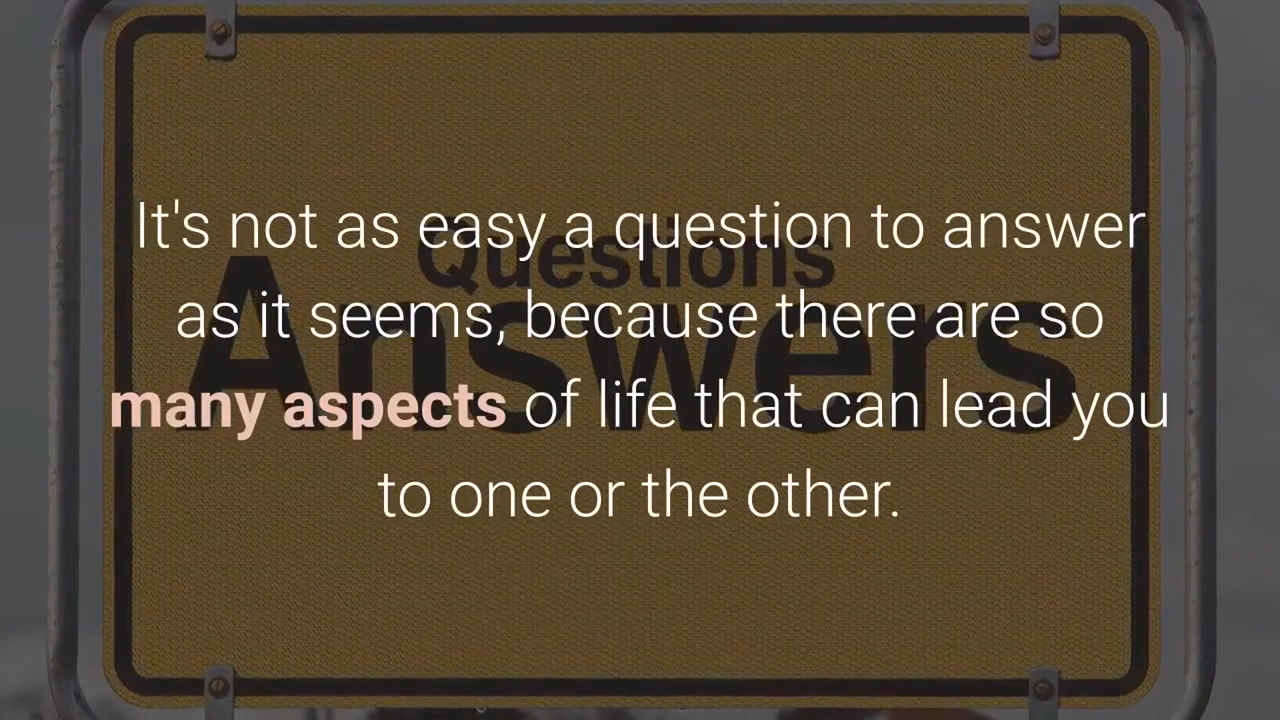 It's not as easy a question to answer
as it seems, because there are so
many aspects of life that can lead you
to one or the other.
Questions
Answers